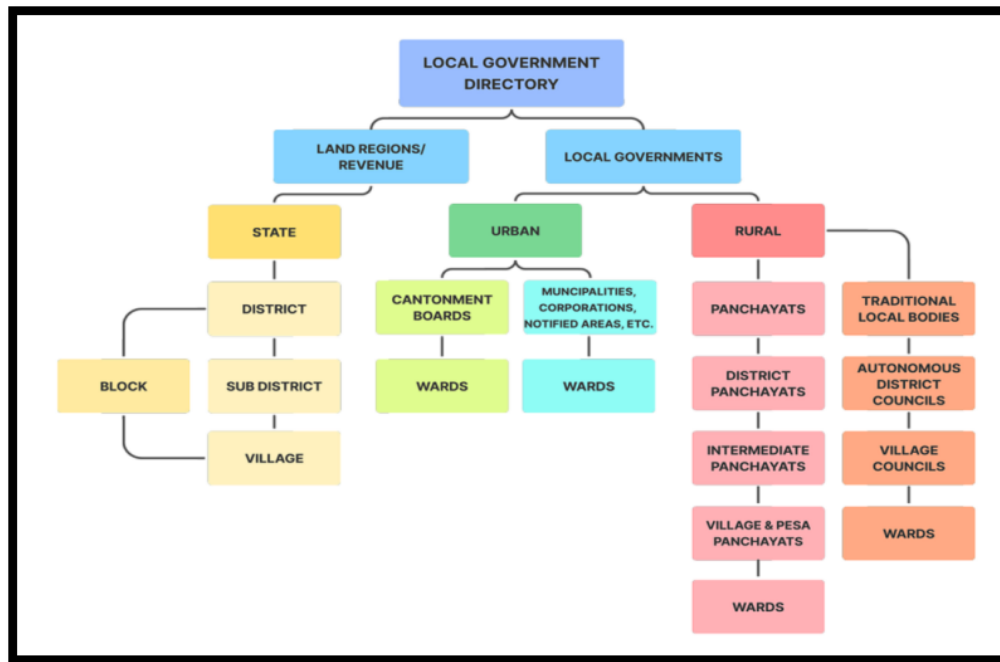 LOCAL GOVERNMENT
DIRECTORY
LAND REGIONS/
REVENUE
LOCAL GOVERNMENTS
STATE
URBAN
RURAL
DISTRICT
CANTONMENT
BOARDS
MUNCIPALITIES,
CORPORATIONS,
NOTIFIED AREAS, ETC.
PANCHAYATS
TRADITIONAL
LOCAL BODIES
BLOCK
SUB DISTRICT
WARDS
WARDS
DISTRICT
PANCHAYATS
AUTONOMOUS
DISTRICT
COUNCILS
VILLAGE
INTERMEDIATE
PANCHAYATS
VILLAGE
COUNCILS
VILLAGE & PESA
PANCHAYATS
WARDS
WARDS